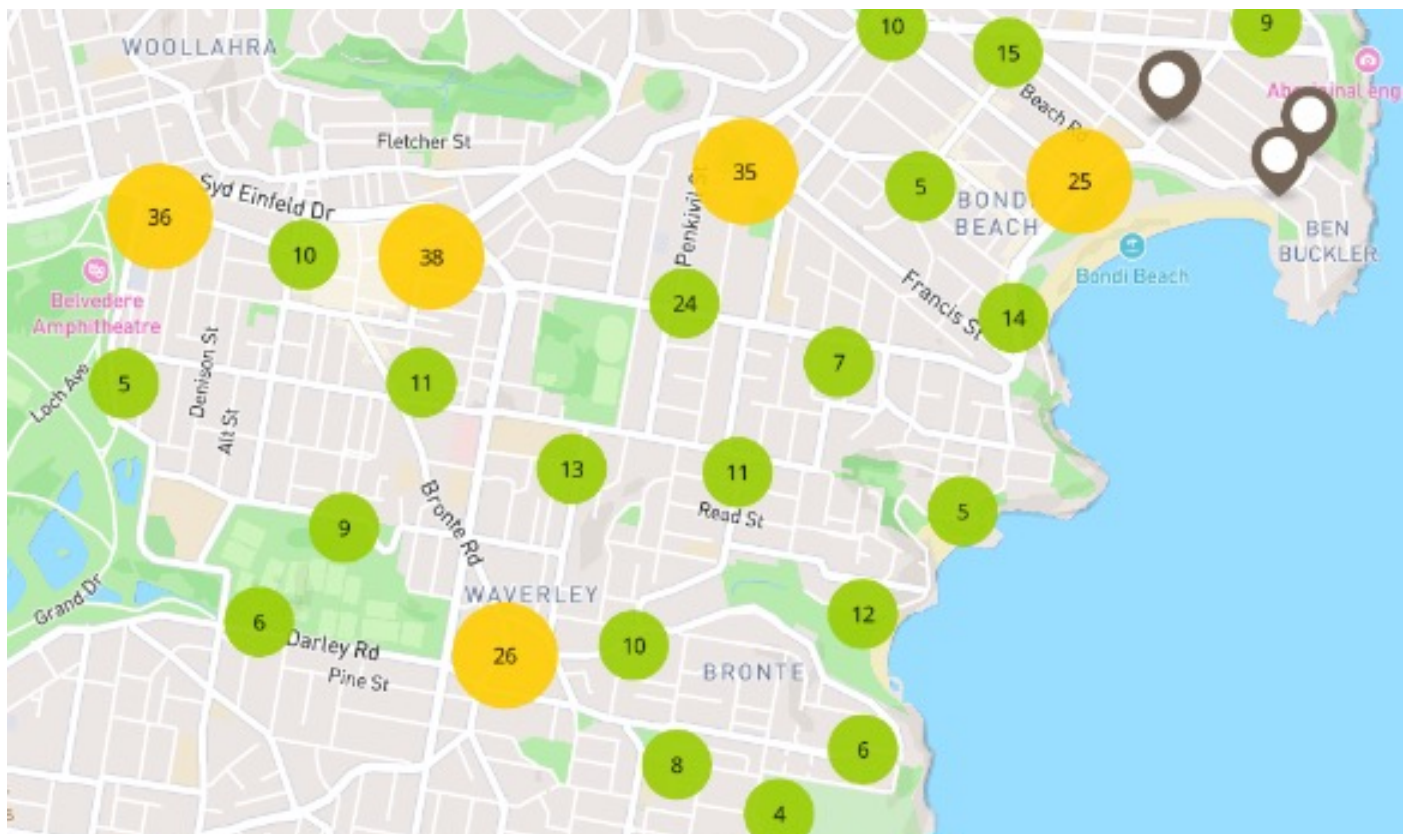 10
9
15
WOOLLAHRA
Beach
Fletcher St
35
25
5
36
Syd Einfeld Dr
Penkivil St
BEACH
BEN
BUCKLER
10
38
Bondi Beach
Belvedere
Amphitheatre
24
Francis St
14
7
5
Loch Ave
Denison St
Alt St
11
13
11
Read St
5
9
Bronte Rd
Grand Dr
WAVERLEY
6
12
Darley Rd
10
26
Pine St
BRONTE
6
8
4